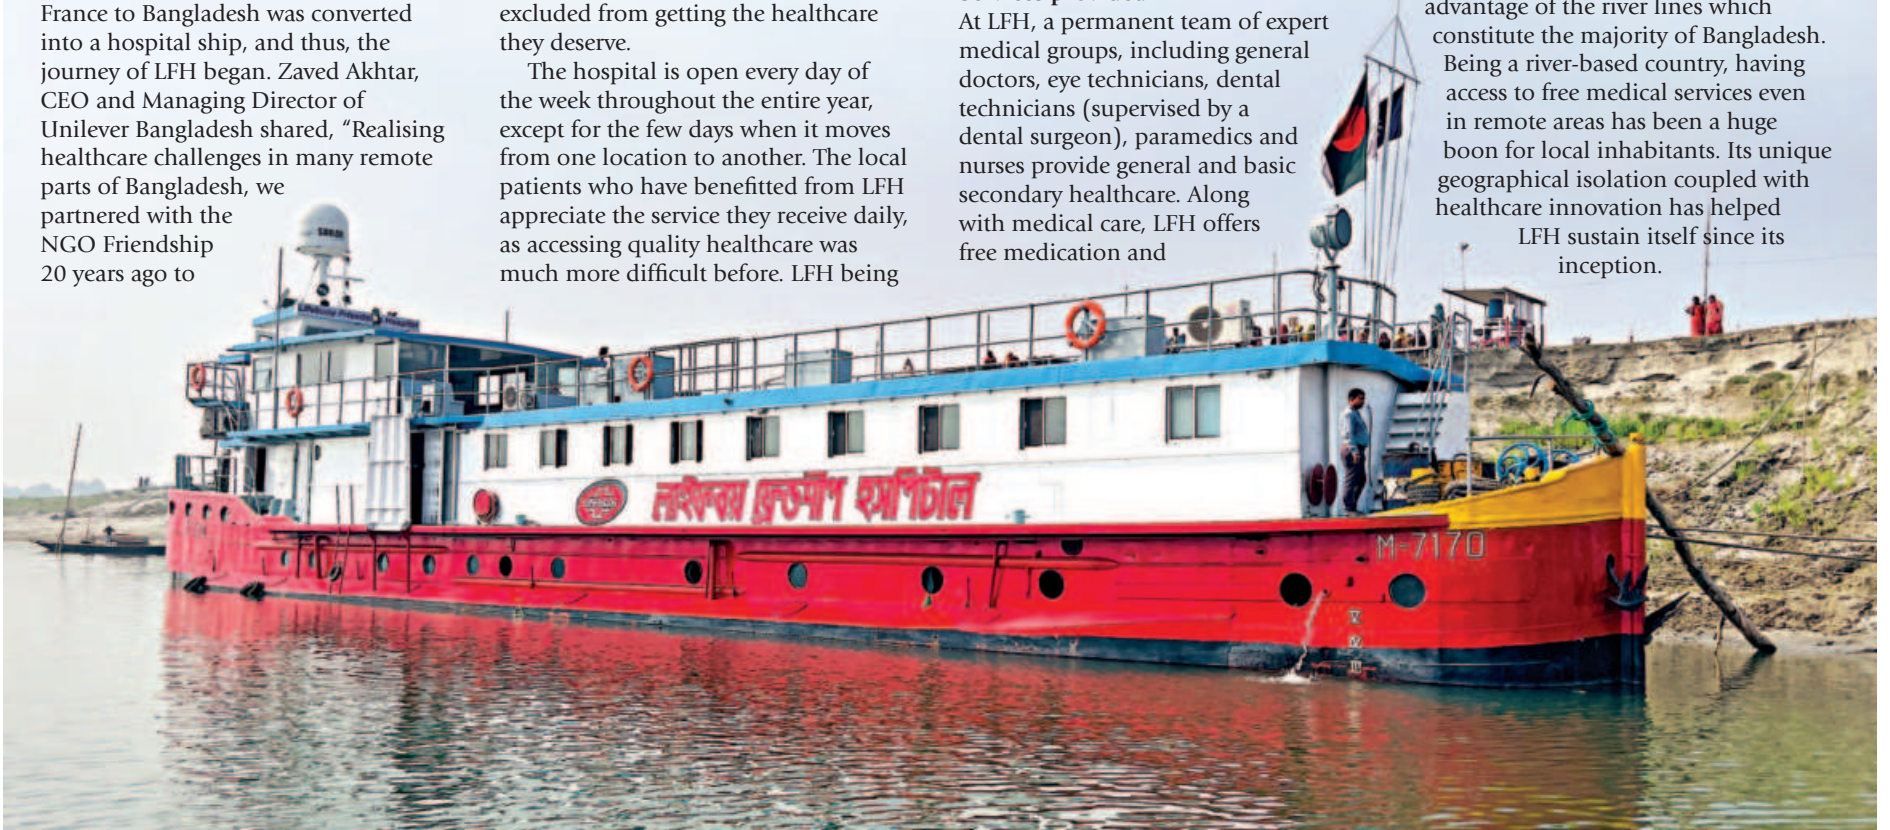 France to Bangladesh was converted
into a hospital ship, and thus, the
journey of LFH began. Zaved Akhtar,
CEO and Managing Director of
Unilever Bangladesh shared, “Realising
healthcare challenges in many remote
parts of Bangladesh, we
partnered with the
NGO Friendship
20 years ago to
excluded from getting the healthcare
they deserve.
The hospital is open every day of
the week throughout the entire year,
except for the few days when it moves
from one location to another. The local
patients who have benefitted from LFH
appreciate the service they receive daily,
as accessing quality healthcare was
much more difficult before. LFH being
At LFH, a permanent team of expert
medical groups, including general
doctors, eye technicians, dental
technicians (supervised by a
dental surgeon), paramedics and
nurses provide general and basic
secondary healthcare. Along
with medical care, LFH offers
free medication and
advantage of the river lines which
constitute the majority of Bangladesh.
Being a river-based country, having
access to free medical services even
in remote areas has been a huge
boon for local inhabitants. Its unique
geographical isolation coupled with
healthcare innovation has helped
LFH sustain itself since its
inception.
Lifebuoy Friendship Hospital
লাইফবয় ফ্রেন্ডশীপ হসপিটাল
M-7170